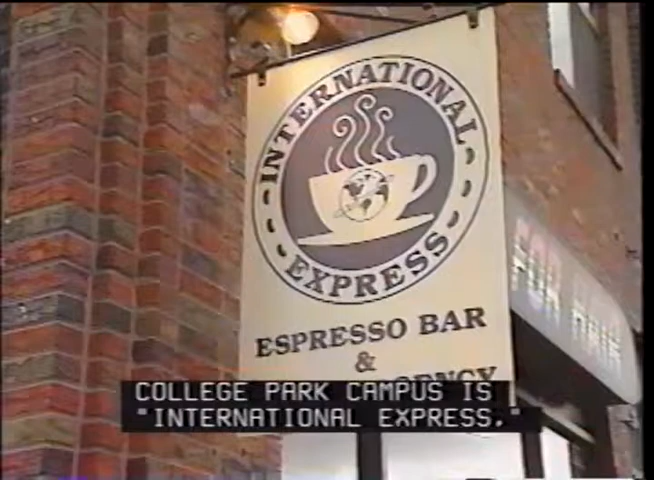 INTERNATIONAL
EXPRESS
ESPRESSO BAR
&
COLLEGE PARK CAMPUS IS
"INTERNATIONAL EXPRESS."